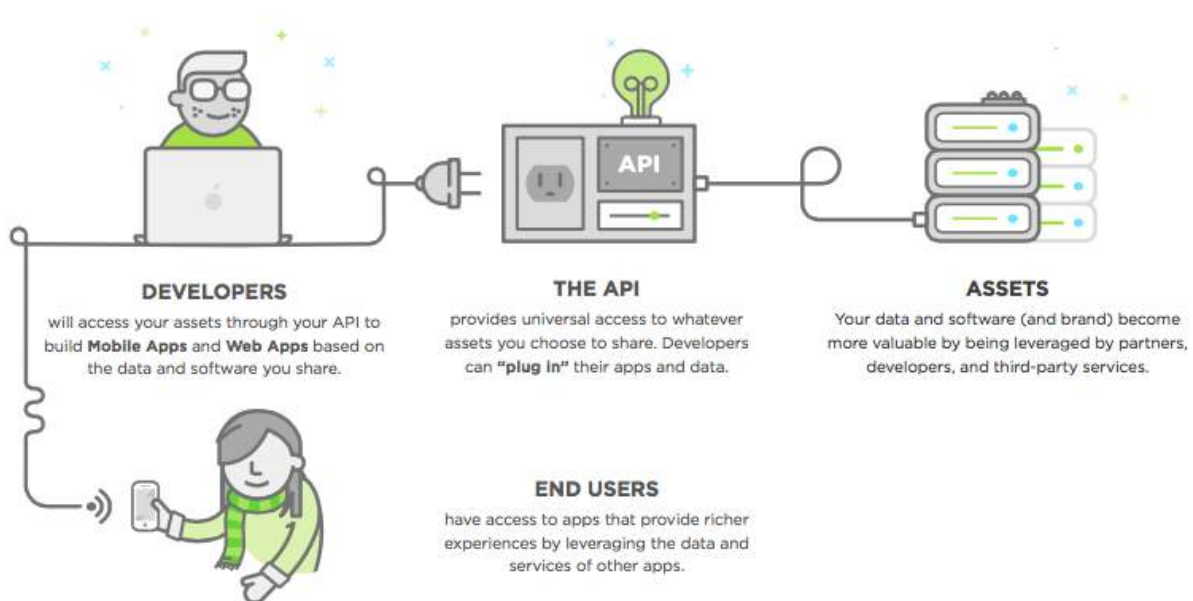 API
DEVELOPERS
will access your assets through your API to
build Mobile Apps and Web Apps based on
the data and software you share.
THE API
provides universal access to whatever
assets you choose to share. Developers
can “plug in” their apps and data.
ASSETS
Your data and software (and brand) become
more valuable by being leveraged by partners,
developers, and third-party services.
END USERS
have access to apps that provide richer
experiences by leveraging the data and
services of other apps.